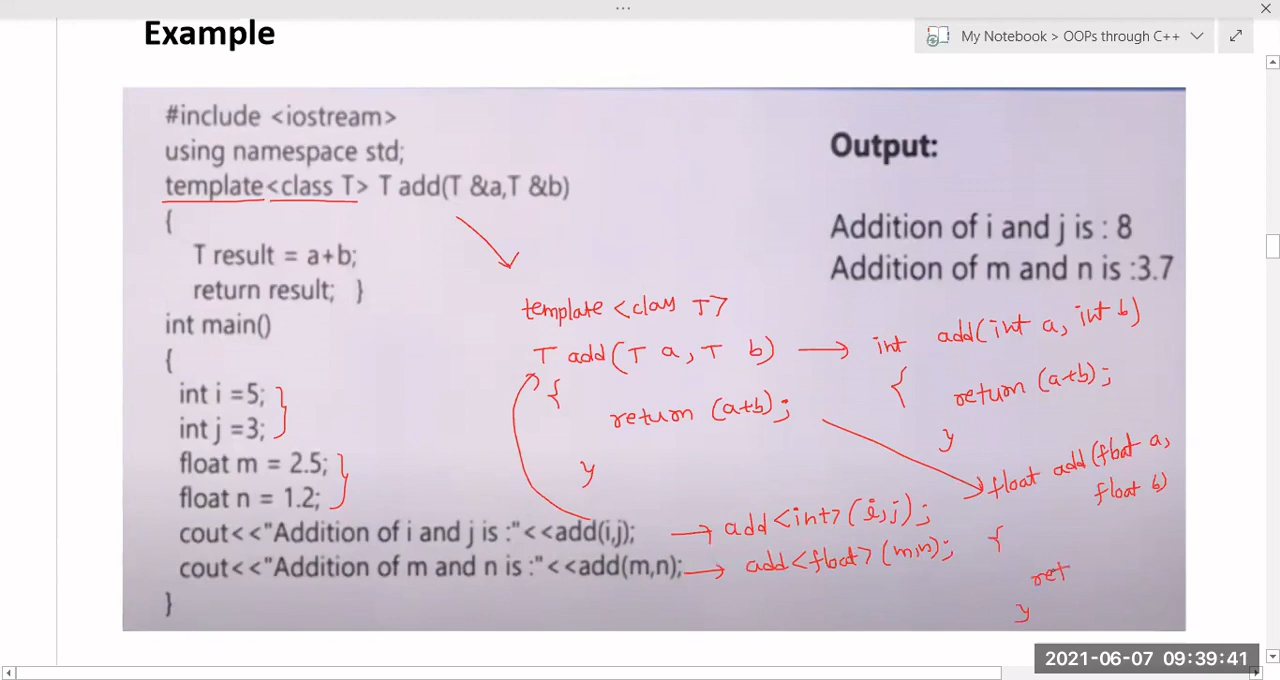 Example
My Notebook > OOPs through C++
#include <iostream>
using namespace std;
template<class T> T add(T &a,T &b)
{
T result = a+b;
return result; }
int main()
{
int i =5;
int j =3;
float m = 2.5;
float n = 1.2;
cout<<"Addition of i and j is :"<<add(i,j);
cout<<"Addition of m and n is :"<<add(m,n);
}
Output:
Addition of i and j is : 8
Addition of m and n is :3.7
template <class T>
T add (T a, T b)
{
return (a+b);
}
int add(int a, int b)
{
return (a+b);
}
float add (float a,
float b)
{
ret
}
add<int>(i,j);
add<float>(m,n);
2021-06-07 09:39:41